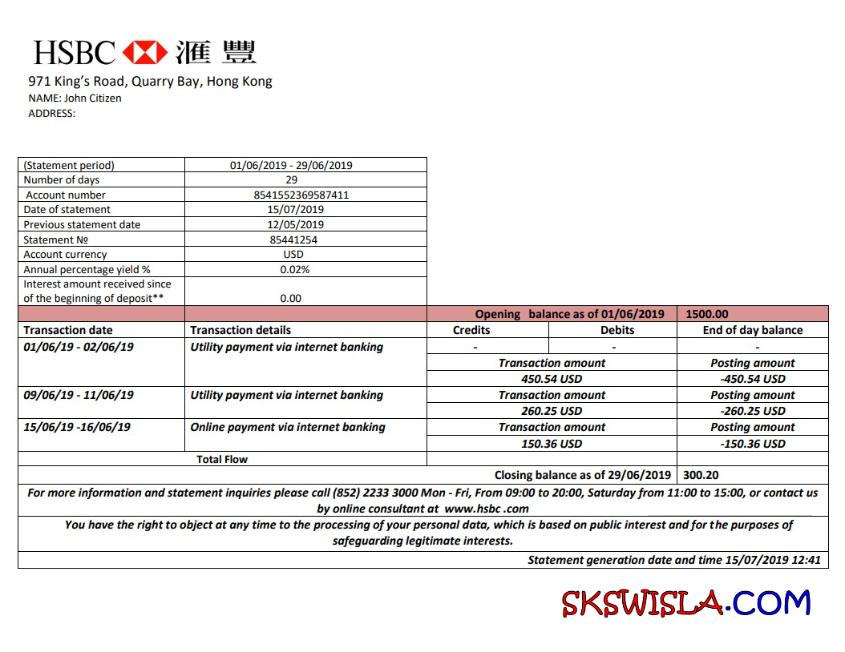 HSBC 滙豐
971 King's Road, Quarry Bay, Hong Kong
NAME: John Citizen
ADDRESS:
(Statement period) 01/06/2019 - 29/06/2019
Number of days 29
Account number 8541552369587411
Date of statement 15/07/2019
Previous statement date 12/05/2019
Statement № 85441254
Account currency USD
Annual percentage yield % 0.02%
Interest amount received since
of the beginning of deposit** 0.00
Opening balance as of 01/06/2019 1500.00
Transaction date Transaction details Credits Debits End of day balance
01/06/19 - 02/06/19 Utility payment via internet banking - - -
Transaction amount Posting amount
450.54 USD -450.54 USD
09/06/19 - 11/06/19 Utility payment via internet banking Transaction amount Posting amount
260.25 USD -260.25 USD
15/06/19 -16/06/19 Online payment via internet banking Transaction amount Posting amount
150.36 USD -150.36 USD
Total Flow
Closing balance as of 29/06/2019 300.20
For more information and statement inquiries please call (852) 2233 3000 Mon - Fri, From 09:00 to 20:00, Saturday from 11:00 to 15:00, or contact us
by online consultant at www.hsbc .com
You have the right to object at any time to the processing of your personal data, which is based on public interest and for the purposes of
safeguarding legitimate interests.
Statement generation date and time 15/07/2019 12:41
SKSWISLA.COM